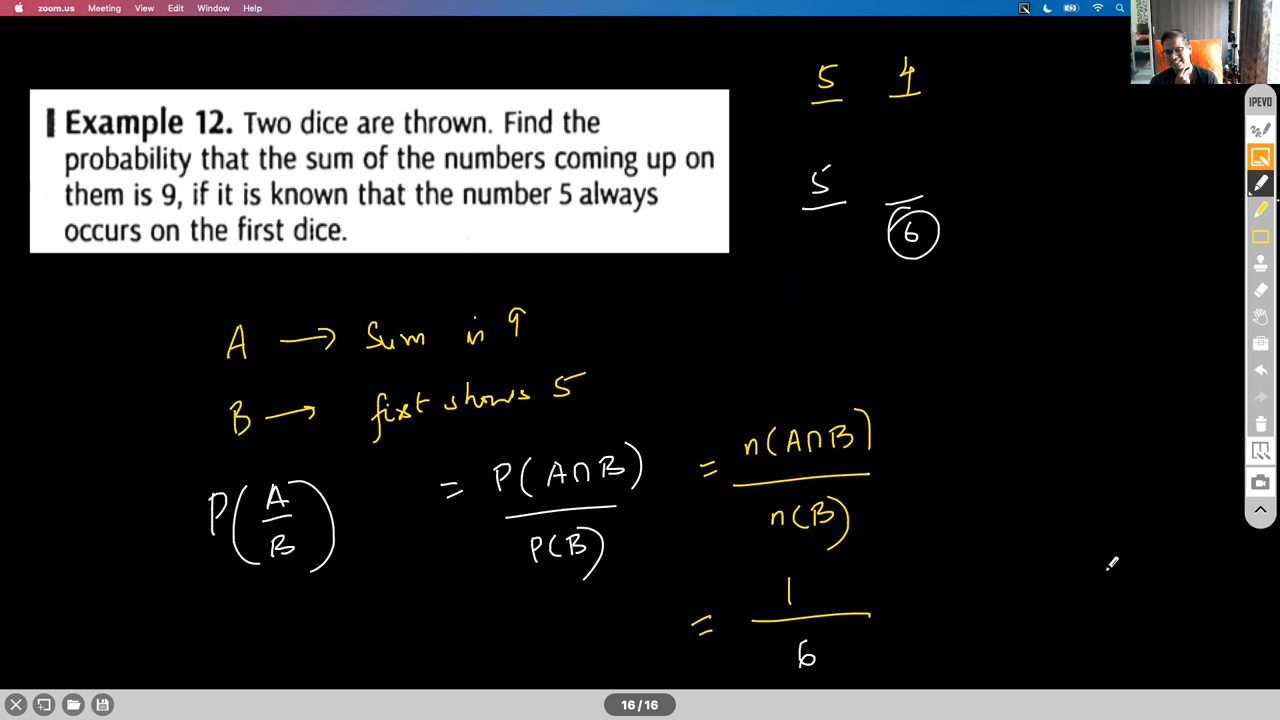 zoom.us Meeting View Edit Window Help
5 4
Example 12. Two dice are thrown. Find the
probability that the sum of the numbers coming up on
them is 9, if it is known that the number 5 always
occurs on the first dice.
5 _
6
A → Sum is 9
B → first shows 5
P(A/B) = P(A∩B)/P(B) = n(A∩B)/n(B)
= 1/6
IPEVO
16/16